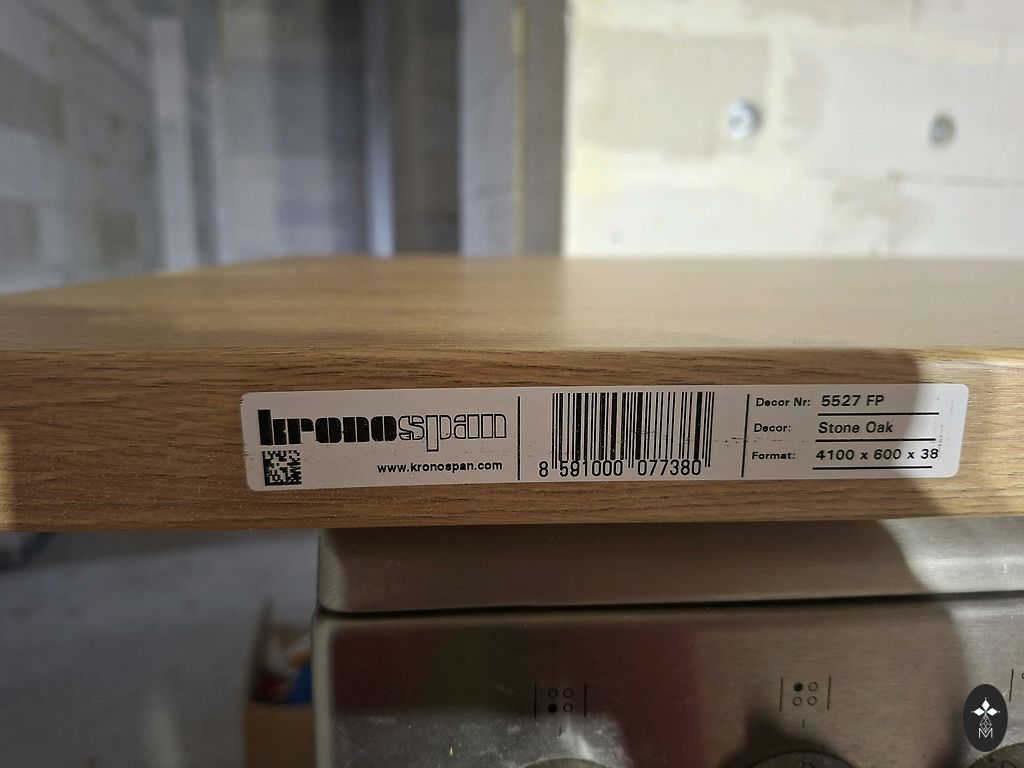 kronospan
www.kronospan.com
8 591000 077380
Decor Nr: 5527 FP
Decor: Stone Oak
Format: 4100 x 600 x 38
M